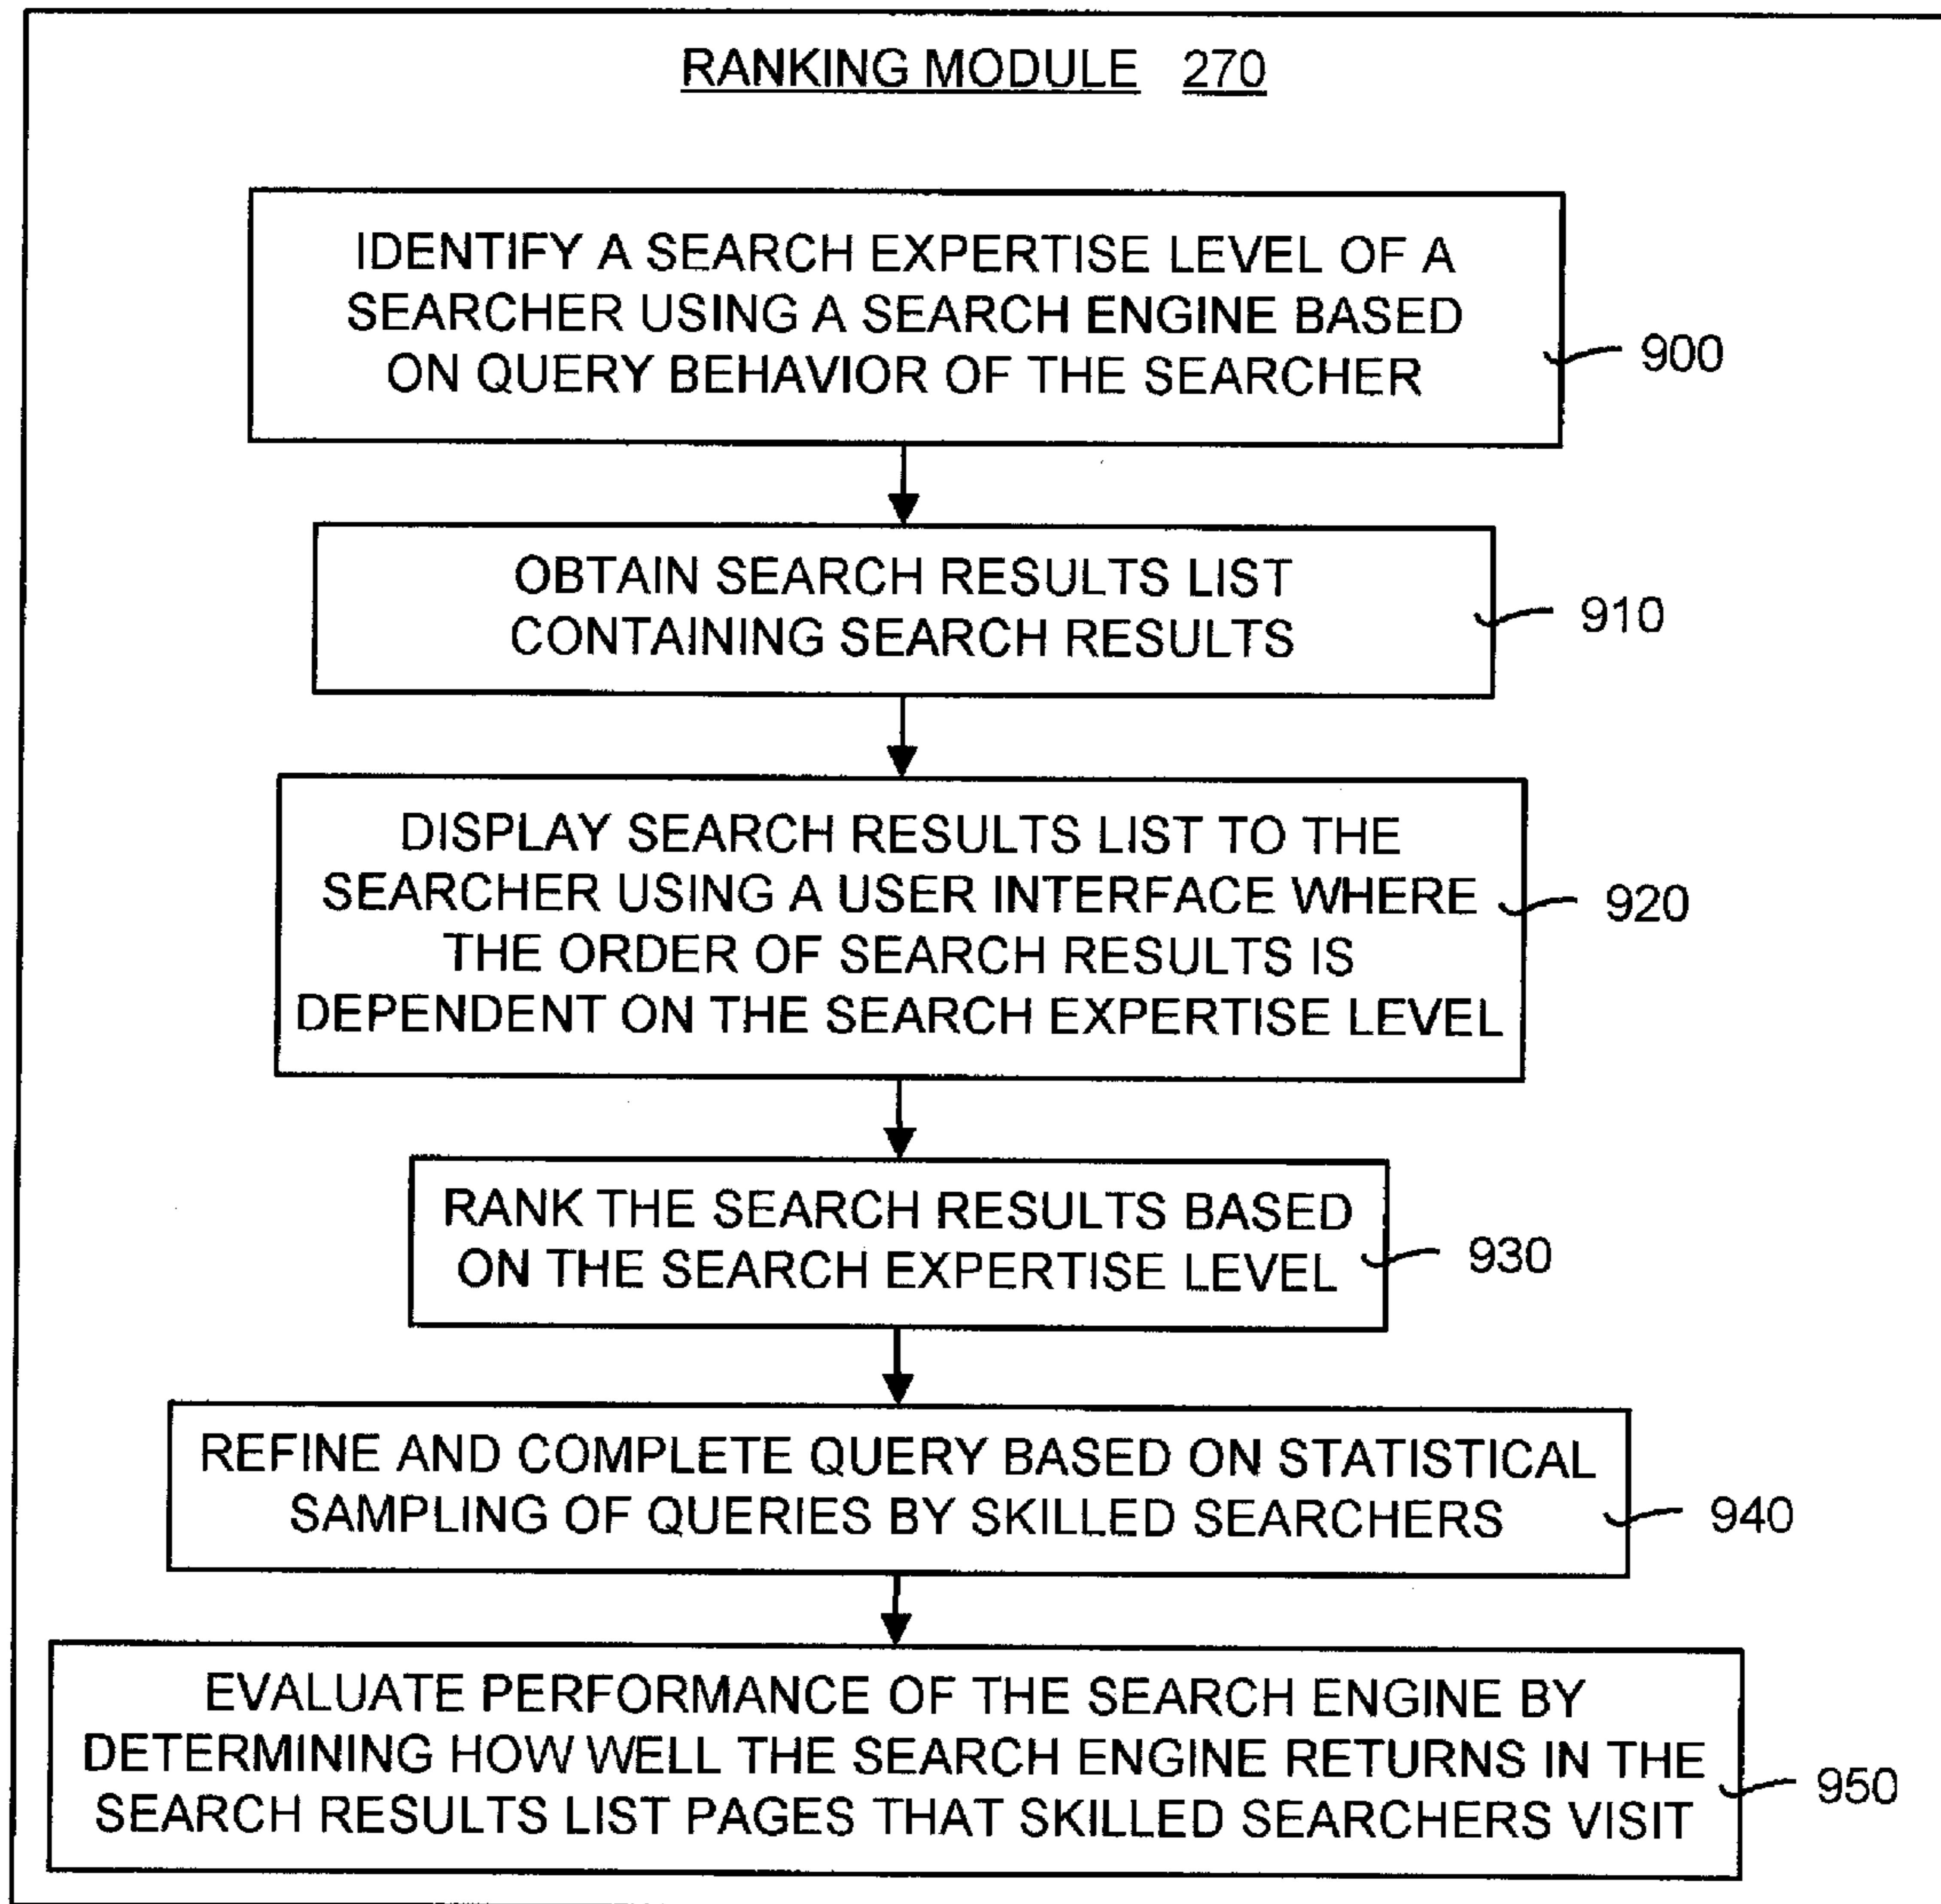 RANKING MODULE 270
IDENTIFY A SEARCH EXPERTISE LEVEL OF A
SEARCHER USING A SEARCH ENGINE BASED
ON QUERY BEHAVIOR OF THE SEARCHER
900
OBTAIN SEARCH RESULTS LIST
CONTAINING SEARCH RESULTS
910
DISPLAY SEARCH RESULTS LIST TO THE
SEARCHER USING A USER INTERFACE WHERE
THE ORDER OF SEARCH RESULTS IS
DEPENDENT ON THE SEARCH EXPERTISE LEVEL
920
RANK THE SEARCH RESULTS BASED
ON THE SEARCH EXPERTISE LEVEL
930
REFINE AND COMPLETE QUERY BASED ON STATISTICAL
SAMPLING OF QUERIES BY SKILLED SEARCHERS
940
EVALUATE PERFORMANCE OF THE SEARCH ENGINE BY
DETERMINING HOW WELL THE SEARCH ENGINE RETURNS IN THE
SEARCH RESULTS LIST PAGES THAT SKILLED SEARCHERS VISIT
950